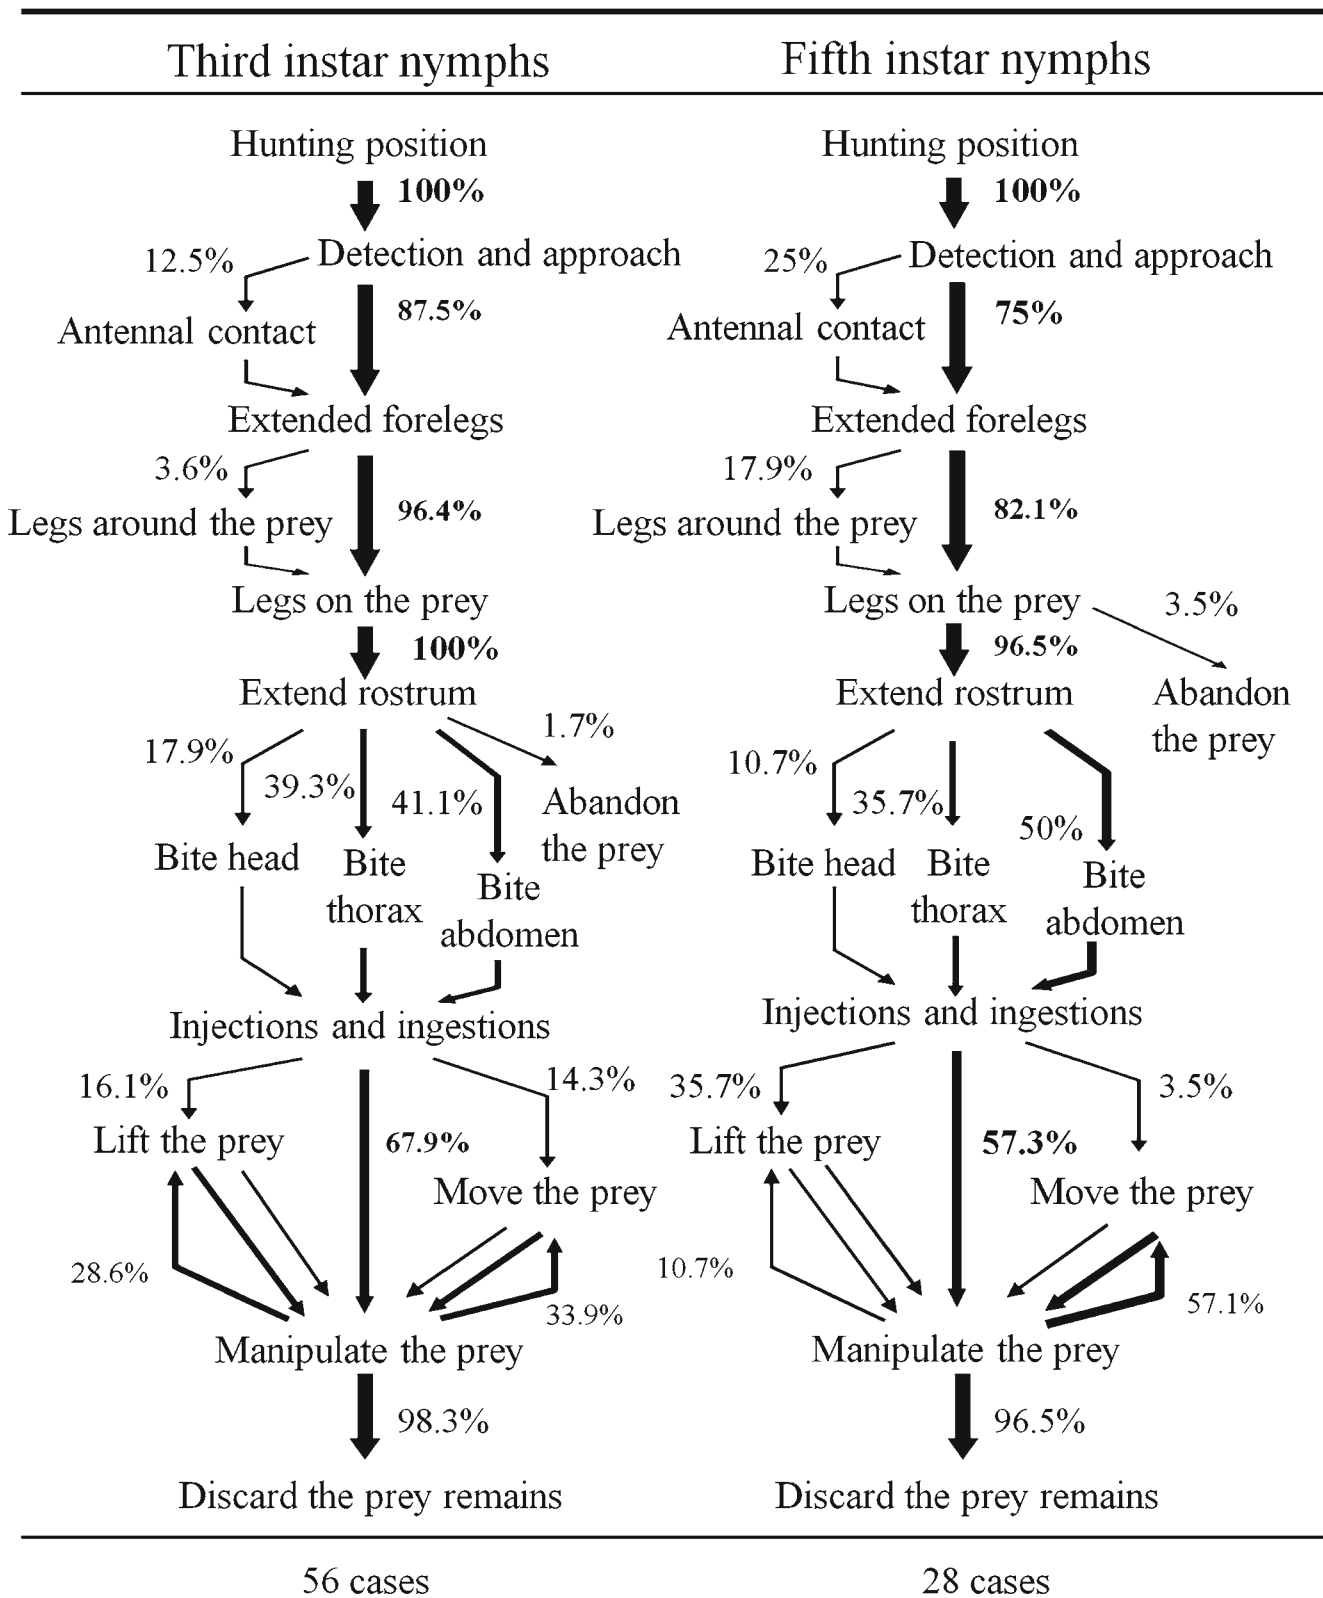 Third instar nymphs
Hunting position
100%
12.5%
Detection and approach
87.5%
Antennal contact
Extended forelegs
3.6%
96.4%
Legs around the prey
Legs on the prey
100%
Extend rostrum
17.9%
39.3%
41.1%
1.7%
Abandon
the prey
Bite head
Bite
thorax
Bite
abdomen
Injections and ingestions
16.1%
14.3%
Lift the prey
67.9%
Move the prey
28.6%
33.9%
Manipulate the prey
98.3%
Discard the prey remains
56 cases
Fifth instar nymphs
Hunting position
100%
25%
Detection and approach
75%
Antennal contact
Extended forelegs
17.9%
82.1%
Legs around the prey
Legs on the prey
3.5%
96.5%
Extend rostrum
Abandon
the prey
10.7%
35.7%
50%
Bite head
Bite
thorax
Bite
abdomen
Injections and ingestions
35.7%
3.5%
Lift the prey
57.3%
Move the prey
10.7%
57.1%
Manipulate the prey
96.5%
Discard the prey remains
28 cases